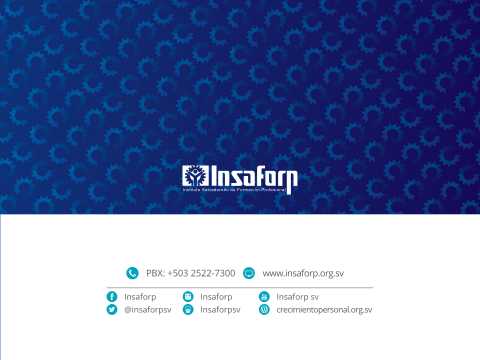 Insaforp
Instituto Salvadoreño de Formación Profesional
PBX: +503 2522-7300 www.insaforp.org.sv
Insaforp Insaforp Insaforp sv
@insaforpsv Insaforpsv crecimientopersonal.org.sv